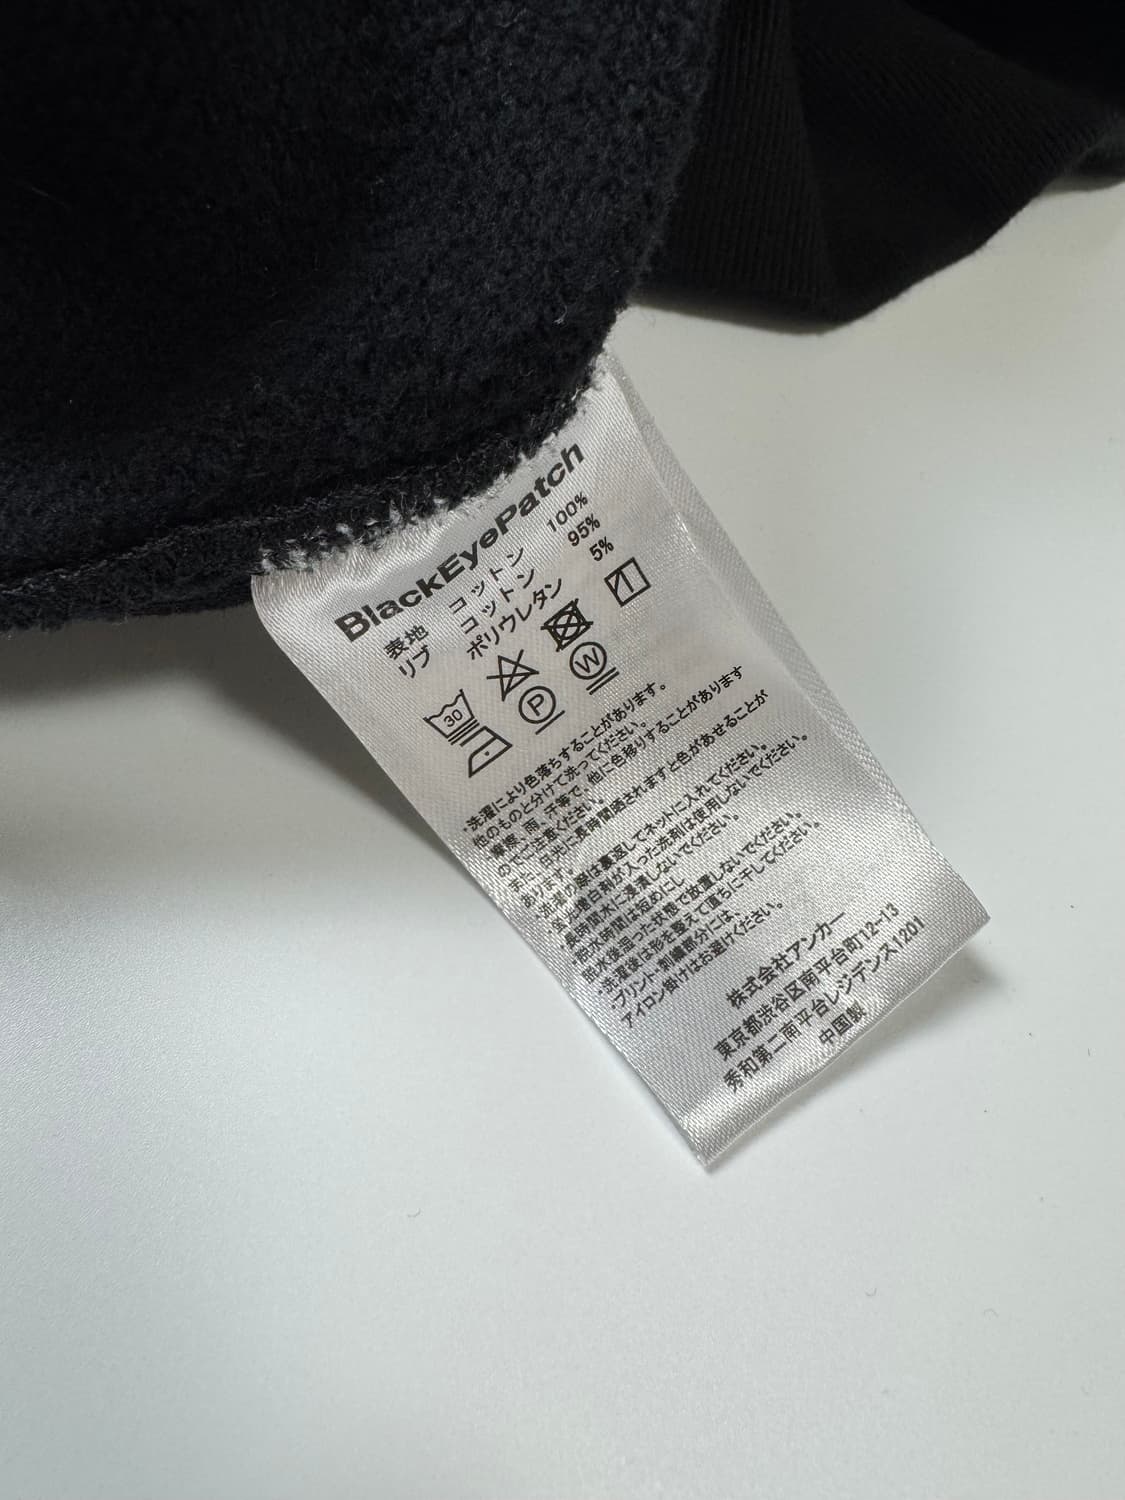 BlackEyePatch
表地 コットン 100%
リブ コットン 95%
ポリウレタン 5%
30
P
W
・洗濯により色落ちすることがあります。
他のものと分けて洗ってください。
・摩擦、雨、汗等で、他に色移りすることがあります
のでご注意ください。
また、日光に長時間晒されますと色があせることが
あります。
・洗濯の際は裏返してネットに入れてください。
・蛍光増白剤が入った洗剤は使用しないでください。
・長時間水に浸漬しないでください。
・脱水時間は短めにし
脱水後湿った状態で放置しないでください。
・洗濯後は形を整えて直ちに干してください。
・プリント・刺繍部分には、
アイロン掛けはお避けください。
株式会社アンカー
東京都渋谷区南平台町12-13
秀和第二南平台レジデンス1201
中国製